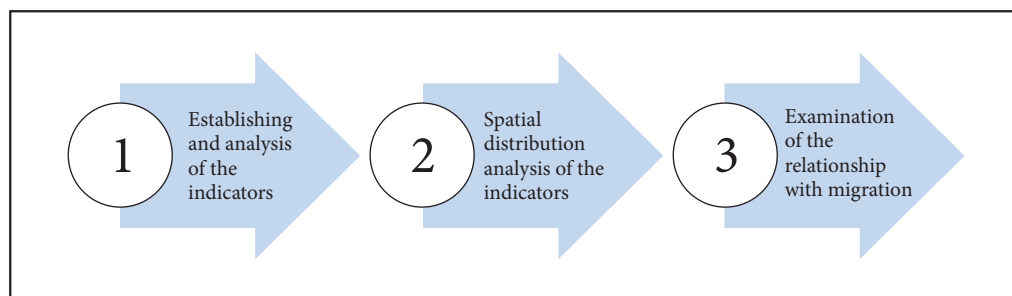 1
Establishing
and analysis
of the
indicators
2
Spatial
distribution
analysis of the
indicators
3
Examination
of the
relationship
with migration